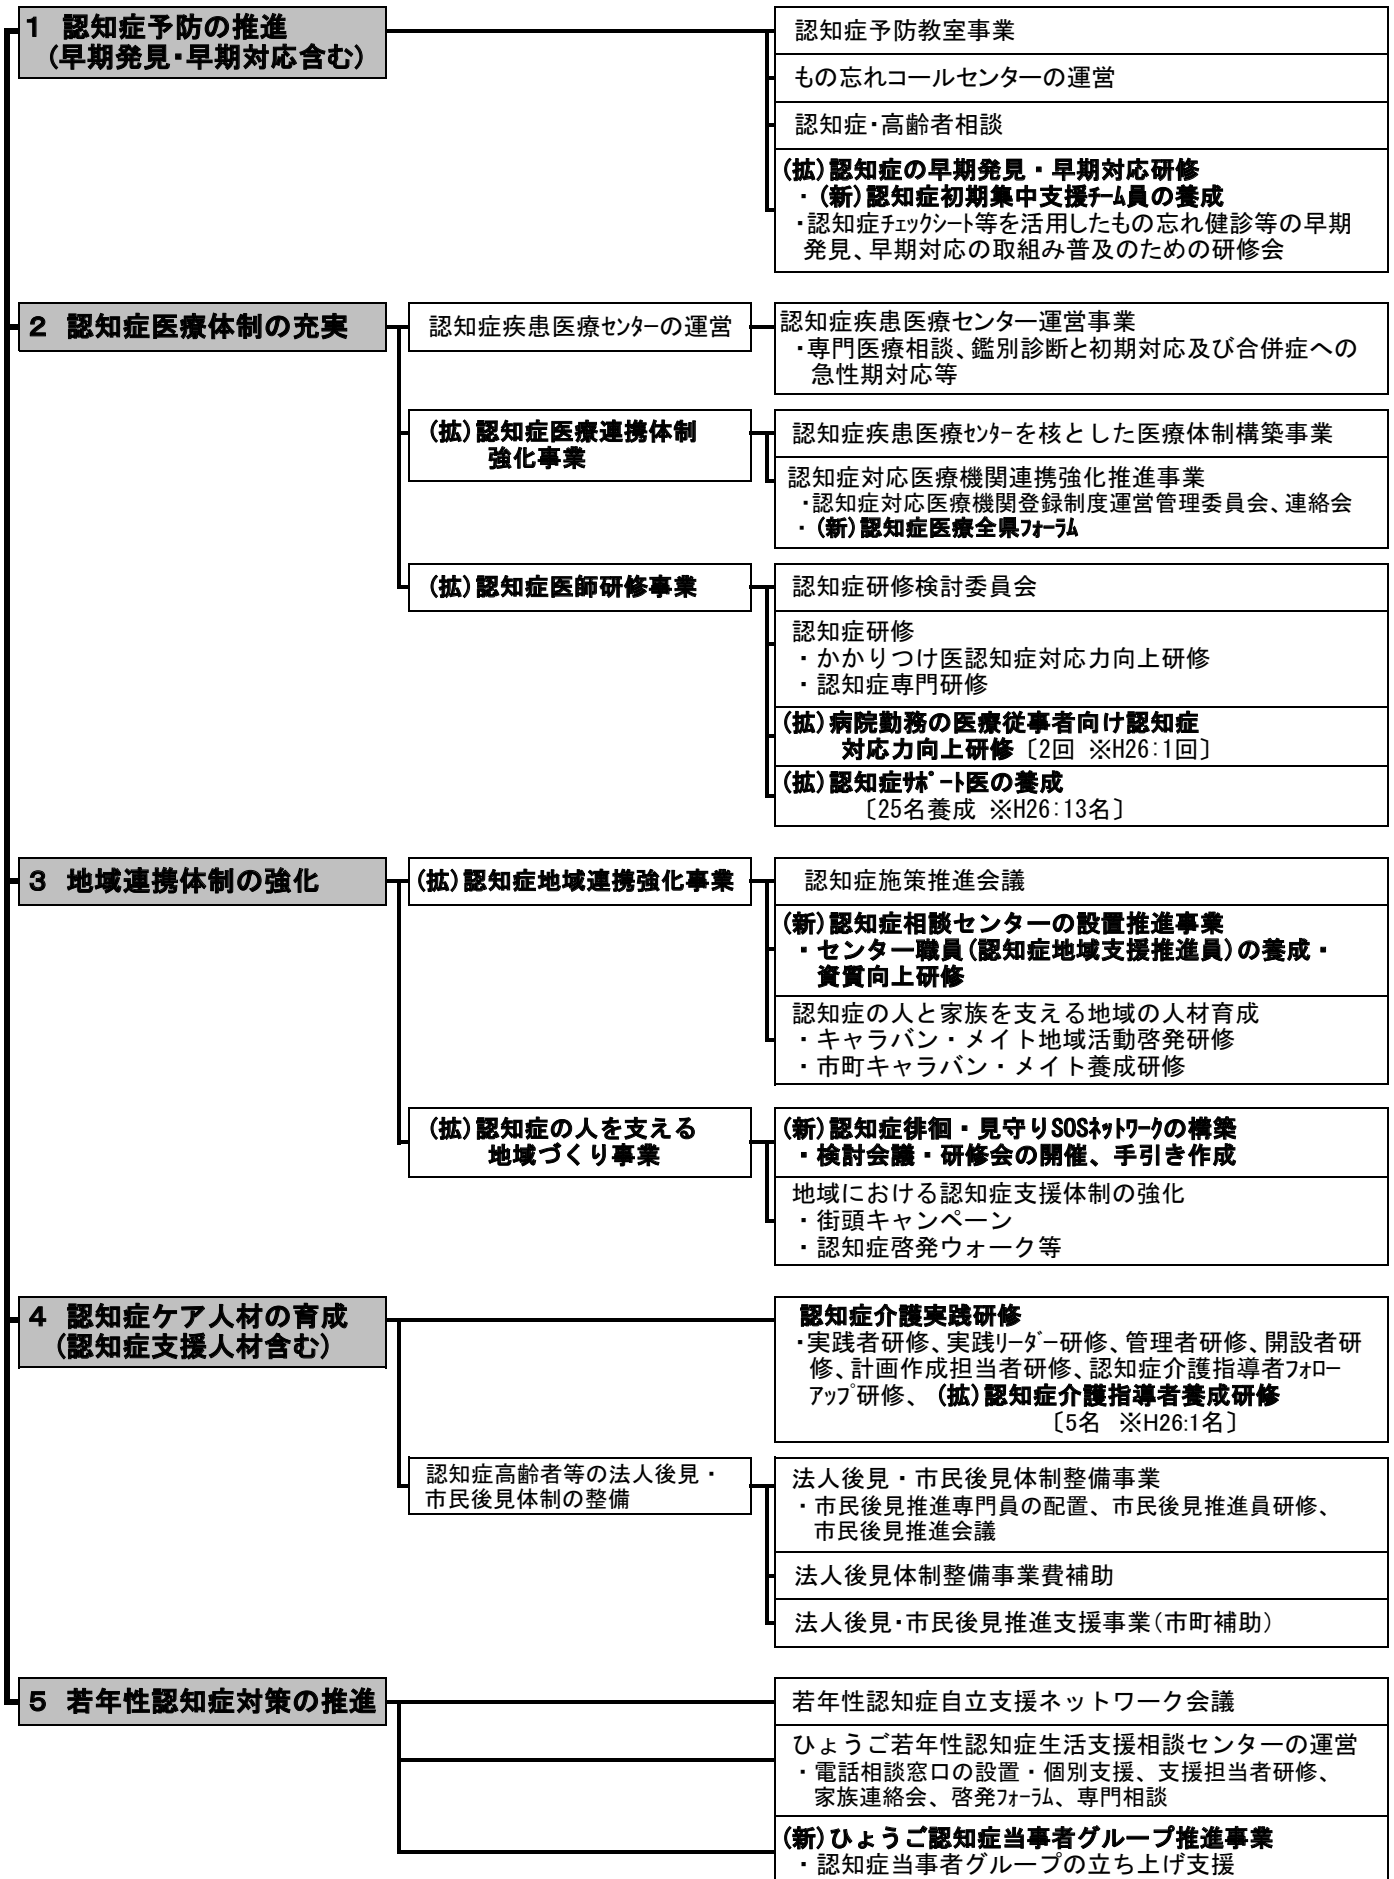 1 認知症予防の推進
(早期発見・早期対応含む)
認知症予防教室事業
もの忘れコールセンターの運営
認知症・高齢者相談
(拡)認知症の早期発見・早期対応研修
・(新)認知症初期集中支援ﾁｰﾑ員の養成
・認知症ﾁｪｯｸｼｰﾄ等を活用したもの忘れ健診等の早期
発見、早期対応の取組み普及のための研修会
2 認知症医療体制の充実
認知症疾患医療ｾﾝﾀｰの運営
認知症疾患医療センター運営事業
・専門医療相談、鑑別診断と初期対応及び合併症への
急性期対応等
(拡)認知症医療連携体制
強化事業
認知症疾患医療ｾﾝﾀｰを核とした医療体制構築事業
認知症対応医療機関連携強化推進事業
・認知症対応医療機関登録制度運営管理委員会、連絡会
・(新)認知症医療全県ﾌｫｰﾗﾑ
(拡)認知症医師研修事業
認知症研修検討委員会
認知症研修
・かかりつけ医認知症対応力向上研修
・認知症専門研修
(拡)病院勤務の医療従事者向け認知症
対応力向上研修〔2回 ※H26:1回〕
(拡)認知症ｻﾎﾟｰﾄ医の養成
〔25名養成 ※H26:13名〕
3 地域連携体制の強化
(拡)認知症地域連携強化事業
認知症施策推進会議
(新)認知症相談センターの設置推進事業
・センター職員(認知症地域支援推進員)の養成・
資質向上研修
認知症の人と家族を支える地域の人材育成
・キャラバン・メイト地域活動啓発研修
・市町キャラバン・メイト養成研修
(拡)認知症の人を支える
地域づくり事業
(新)認知症徘徊・見守りSOSﾈｯﾄﾜｰｸの構築
・検討会議・研修会の開催、手引き作成
地域における認知症支援体制の強化
・街頭キャンペーン
・認知症啓発ウォーク等
4 認知症ケア人材の育成
(認知症支援人材含む)
認知症介護実践研修
・実践者研修、実践ﾘｰﾀﾞｰ研修、管理者研修、開設者研
修、計画作成担当者研修、認知症介護指導者ﾌｫﾛｰ
ｱｯﾌﾟ研修、(拡)認知症介護指導者養成研修
〔5名 ※H26:1名〕
認知症高齢者等の法人後見・
市民後見体制の整備
法人後見・市民後見体制整備事業
・市民後見推進専門員の配置、市民後見推進員研修、
市民後見推進会議
法人後見体制整備事業費補助
法人後見・市民後見推進支援事業(市町補助)
5 若年性認知症対策の推進
若年性認知症自立支援ネットワーク会議
ひょうご若年性認知症生活支援相談センターの運営
・電話相談窓口の設置・個別支援、支援担当者研修、
家族連絡会、啓発ﾌｫｰﾗﾑ、専門相談
(新)ひょうご認知症当事者グループ推進事業
・認知症当事者グループの立ち上げ支援